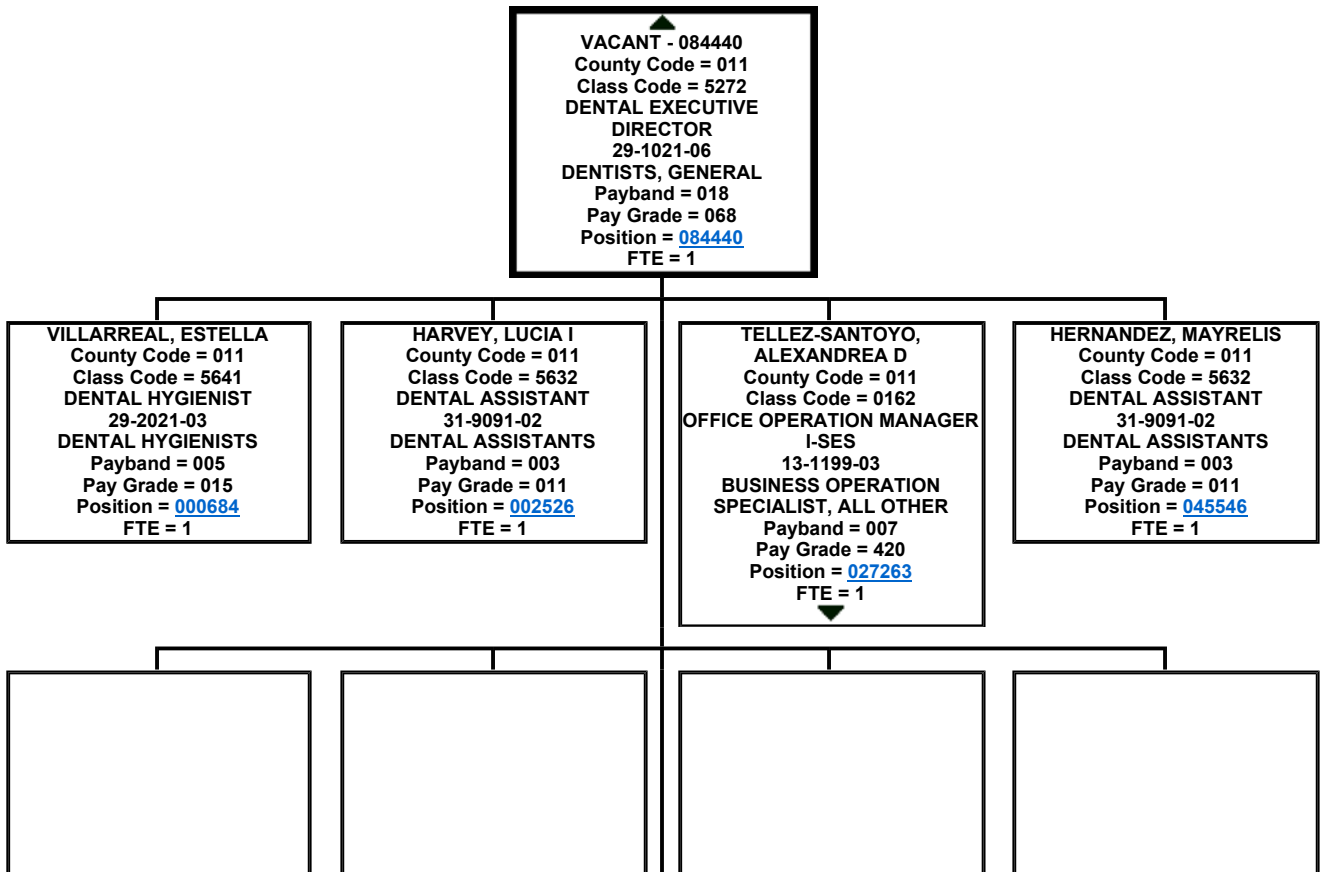 VACANT - 084440
County Code = 011
Class Code = 5272
DENTAL EXECUTIVE
DIRECTOR
29-1021-06
DENTISTS, GENERAL
Payband = 018
Pay Grade = 068
Position = 084440
FTE = 1
VILLARREAL, ESTELLA
County Code = 011
Class Code = 5641
DENTAL HYGIENIST
29-2021-03
DENTAL HYGIENISTS
Payband = 005
Pay Grade = 015
Position = 000684
FTE = 1
HARVEY, LUCIA I
County Code = 011
Class Code = 5632
DENTAL ASSISTANT
31-9091-02
DENTAL ASSISTANTS
Payband = 003
Pay Grade = 011
Position = 002526
FTE = 1
TELLEZ-SANTOYO,
ALEXANDREA D
County Code = 011
Class Code = 0162
OFFICE OPERATION MANAGER
I-SES
13-1199-03
BUSINESS OPERATION
SPECIALIST, ALL OTHER
Payband = 007
Pay Grade = 420
Position = 027263
FTE = 1
HERNANDEZ, MAYRELIS
County Code = 011
Class Code = 5632
DENTAL ASSISTANT
31-9091-02
DENTAL ASSISTANTS
Payband = 003
Pay Grade = 011
Position = 045546
FTE = 1